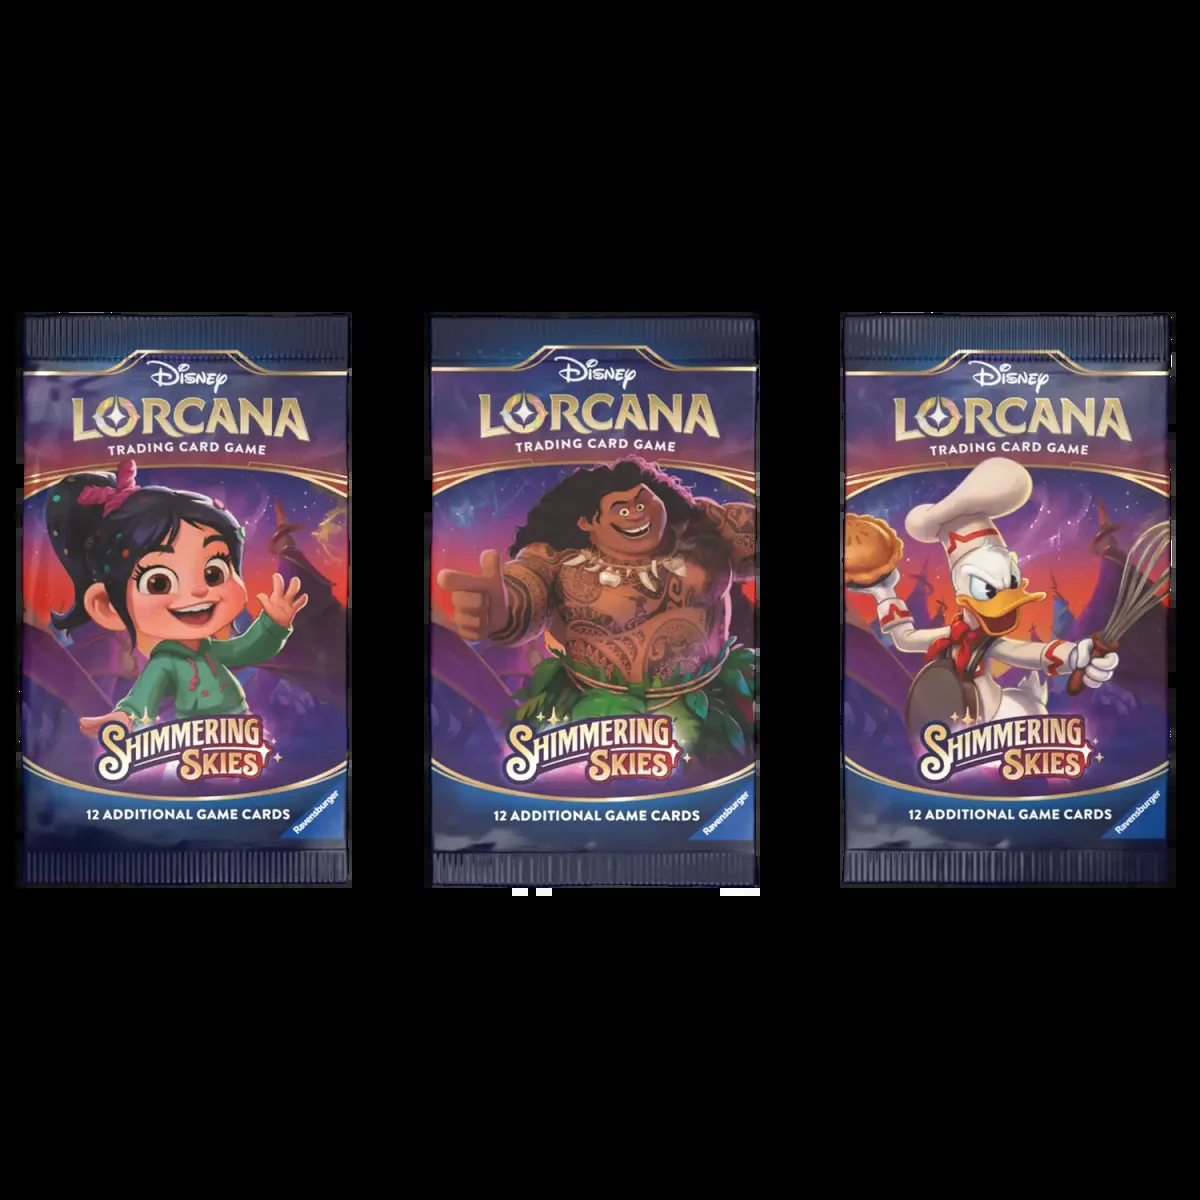 Disney
LORCANA
TRADING CARD GAME
SHIMMERING
SKIES
12 ADDITIONAL GAME CARDS
Ravensburger
Disney
LORCANA
TRADING CARD GAME
SHIMMERING
SKIES
12 ADDITIONAL GAME CARDS
Ravensburger
Disney
LORCANA
TRADING CARD GAME
SHIMMERING
SKIES
12 ADDITIONAL GAME CARDS
Ravensburger